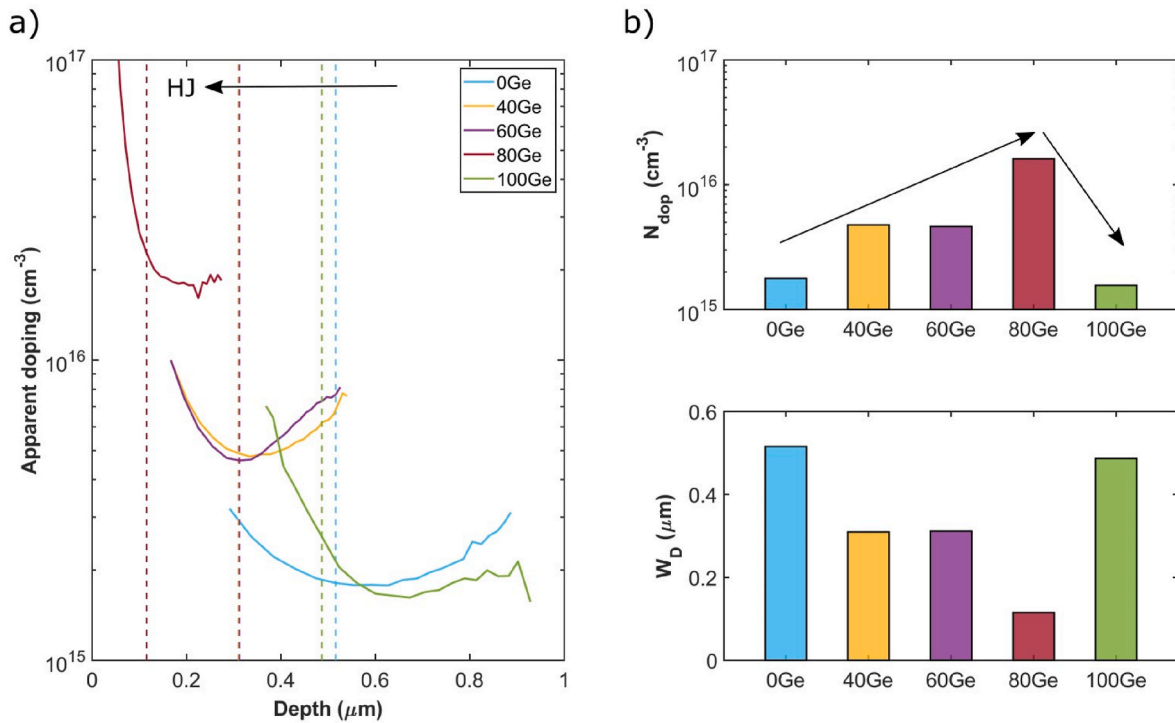 a)
10^17
10^16
10^15
Apparent doping (cm^-3)
HJ
0Ge
40Ge
60Ge
80Ge
100Ge
0 0.2 0.4 0.6 0.8 1
Depth (μm)
b)
10^17
10^16
10^15
N_dop (cm^-3)
0Ge 40Ge 60Ge 80Ge 100Ge
0.6
0.4
0.2
0
W_D (μm)
0Ge 40Ge 60Ge 80Ge 100Ge